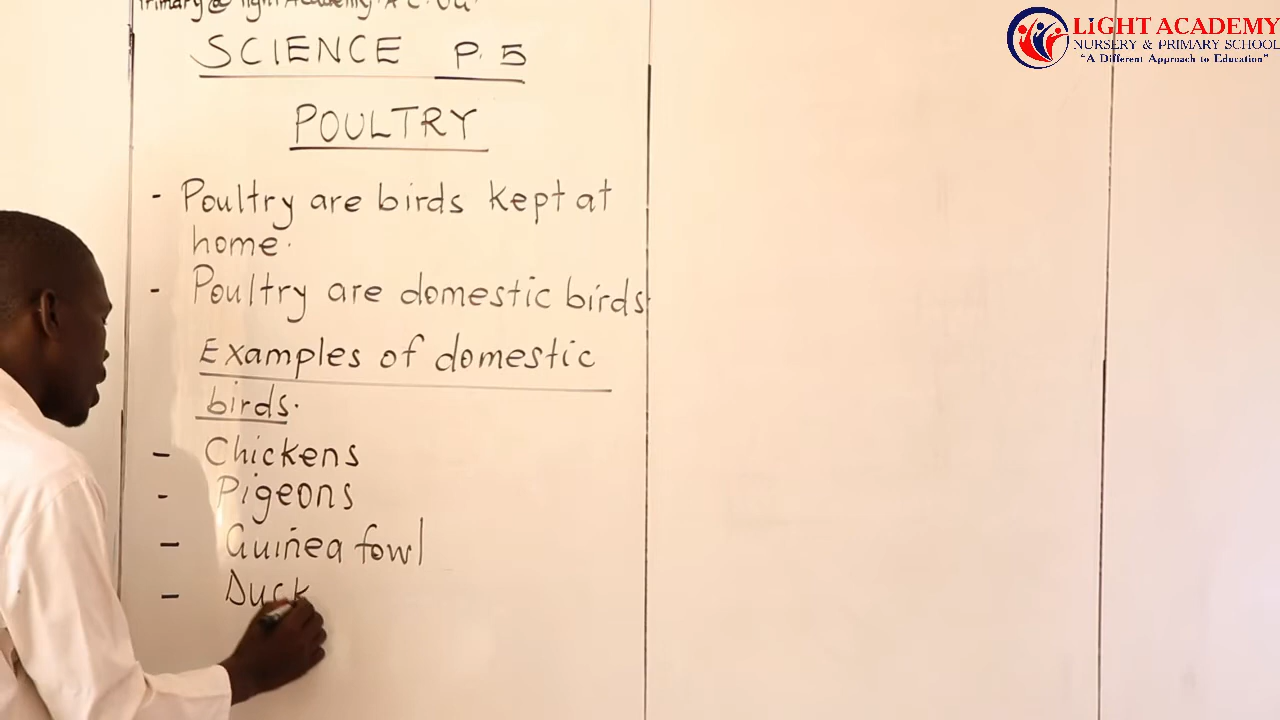 SCIENCE P.5
POULTRY
- Poultry are birds kept at
home.
- Poultry are domestic birds.
Examples of domestic
birds.
- Chickens
- Pigeons
- Guinea fowl
- Duck
LIGHT ACADEMY
NURSERY & PRIMARY SCHOOL
"A Different Approach to Education"